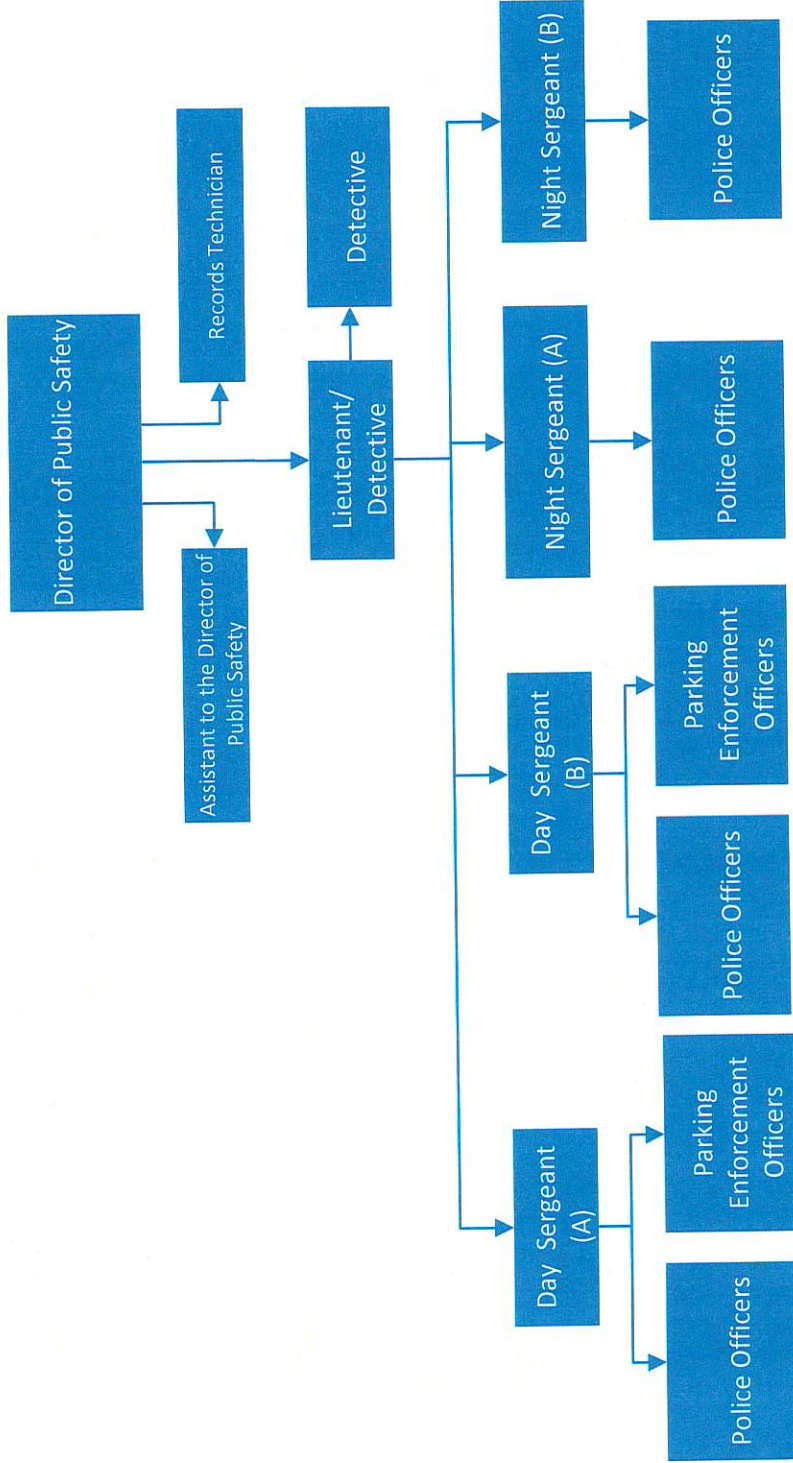 Director of Public Safety
Assistant to the Director of
Public Safety
Records Technician
Lieutenant/
Detective
Detective
Day Sergeant
(A)
Day Sergeant
(B)
Night Sergeant (A)
Night Sergeant (B)
Police Officers
Parking
Enforcement
Officers
Police Officers
Parking
Enforcement
Officers
Police Officers
Police Officers